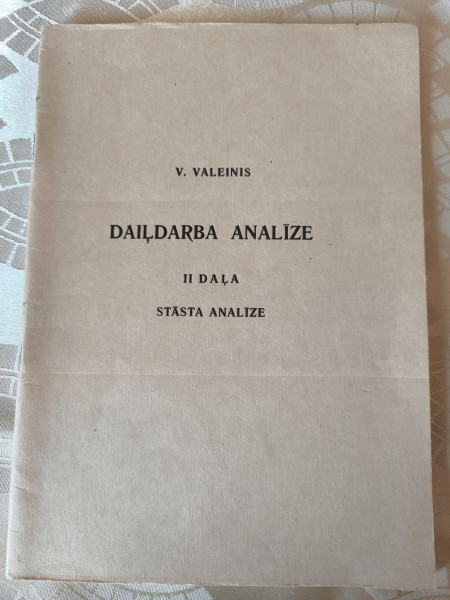 V. VALEINIS
DAIĻDARBA ANALĪZE
II DAĻA
STĀSTA ANALĪZE